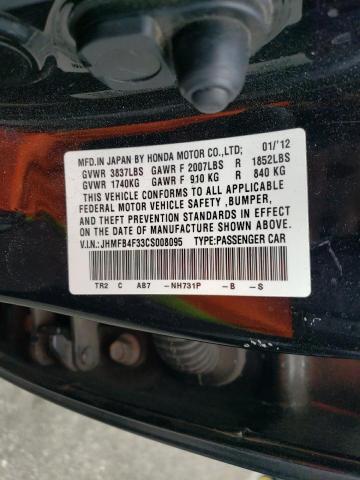 MFD.IN JAPAN BY HONDA MOTOR CO.,LTD; 01/'12
GVWR 3837LBS GAWR F 2007LBS R 1852LBS
GVWR 1740KG GAWR F 910 KG R 840 KG
THIS VEHICLE CONFORMS TO ALL APPLICABLE
FEDERAL MOTOR VEHICLE SAFETY ,BUMPER,
AND THEFT PREVENTION STANDARDS IN EFFECT
ON THE DATE OF MANUFACTURE SHOWN ABOVE.
V.I.N.:JHMFB4F33CS008095 TYPE:PASSENGER CAR
TR2 C AB7 -NH731P -B -S